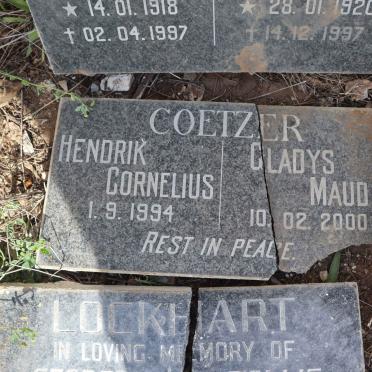 ★ 14.01.1918 ★ 28.01.1920
✝ 02.04.1997 ✝ 14.12.1997
COETZER
HENDRIK GLADYS
CORNELIUS MAUD
1.9.1994 10.02.2000
REST IN PEACE.
LOCKHART
IN LOVING MEMORY OF